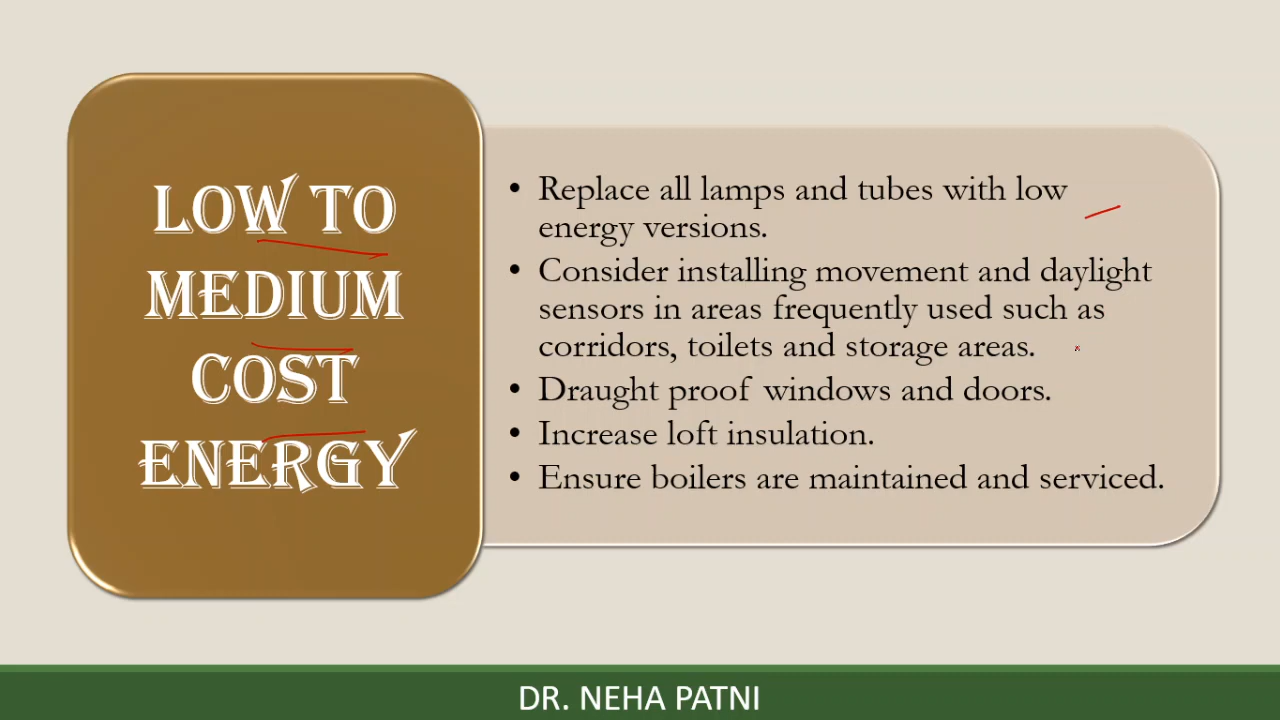 LOW TO
MEDIUM
COST
ENERGY
• Replace all lamps and tubes with low
energy versions.
• Consider installing movement and daylight
sensors in areas frequently used such as
corridors, toilets and storage areas.
• Draught proof windows and doors.
• Increase loft insulation.
• Ensure boilers are maintained and serviced.
DR. NEHA PATNI